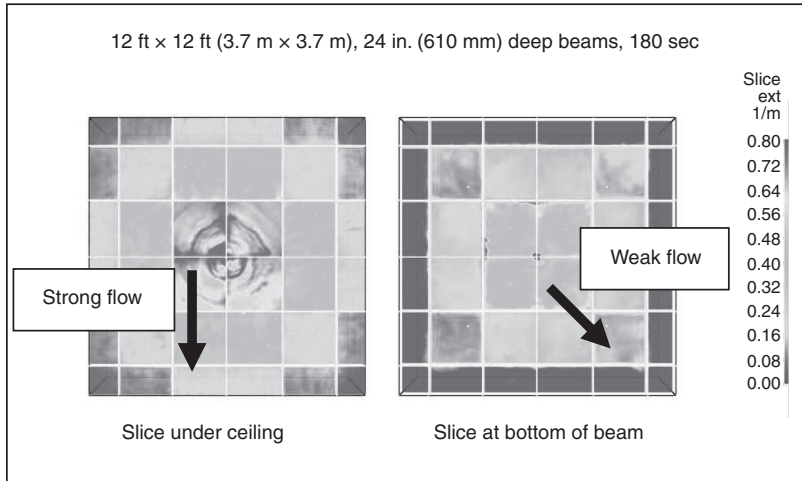 12 ft × 12 ft (3.7 m × 3.7 m), 24 in. (610 mm) deep beams, 180 sec
Slice
ext
1/m
0.80
0.72
0.64
0.56
0.48
0.40
0.32
0.24
0.16
0.08
0.00
Strong flow
Weak flow
Slice under ceiling
Slice at bottom of beam